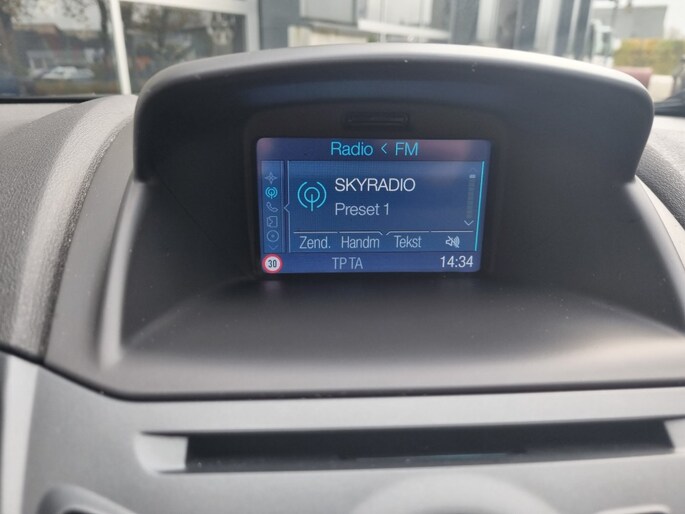 Radio < FM
SKYRADIO
Preset 1
Zend. Handm Tekst
30 TP TA 14:34